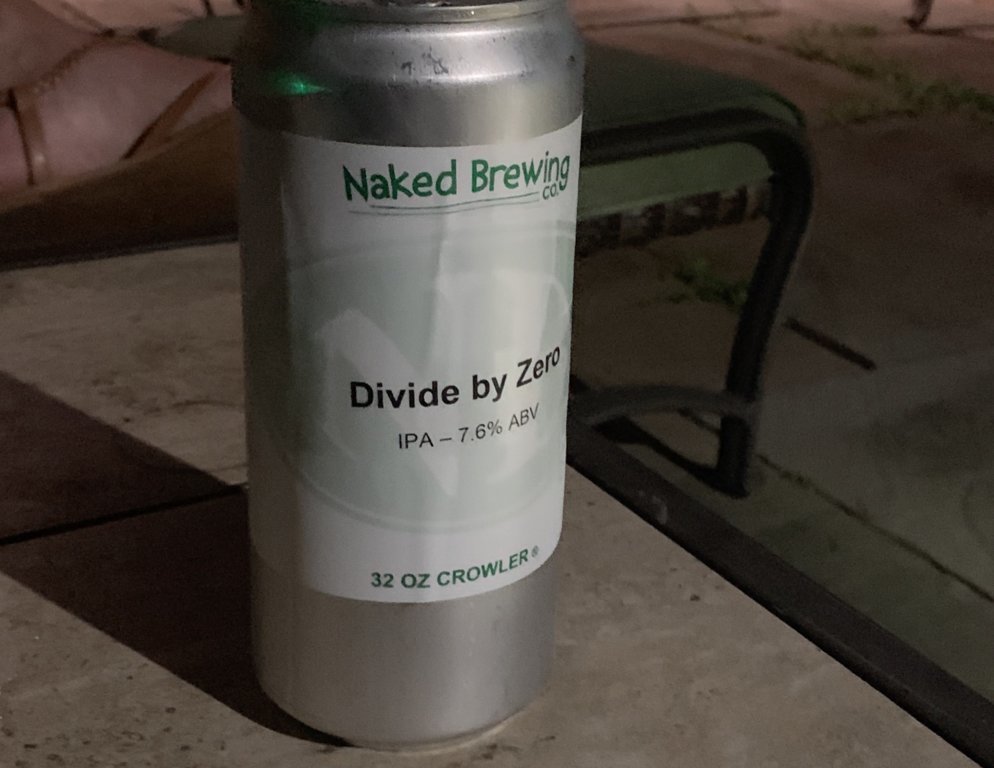 Naked Brewing
CO.
Divide by Zero
IPA – 7.6% ABV
32 OZ CROWLER®